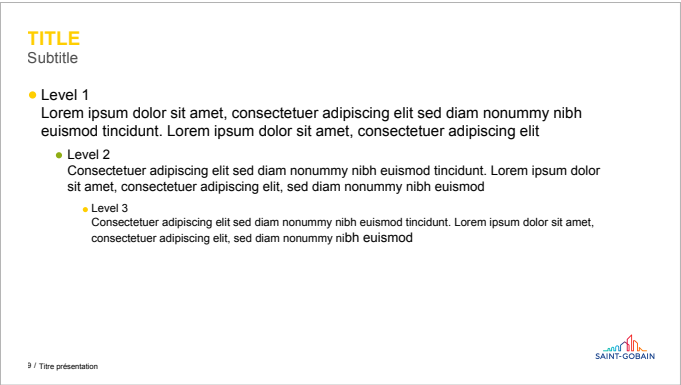 TITLE
Subtitle
Level 1
Lorem ipsum dolor sit amet, consectetuer adipiscing elit sed diam nonummy nibh
euismod tincidunt. Lorem ipsum dolor sit amet, consectetuer adipiscing elit
Level 2
Consectetuer adipiscing elit sed diam nonummy nibh euismod tincidunt. Lorem ipsum dolor
sit amet, consectetuer adipiscing elit, sed diam nonummy nibh euismod
Level 3
Consectetuer adipiscing elit sed diam nonummy nibh euismod tincidunt. Lorem ipsum dolor sit amet,
consectetuer adipiscing elit, sed diam nonummy nibh euismod
SAINT-GOBAIN
9 / Titre présentation